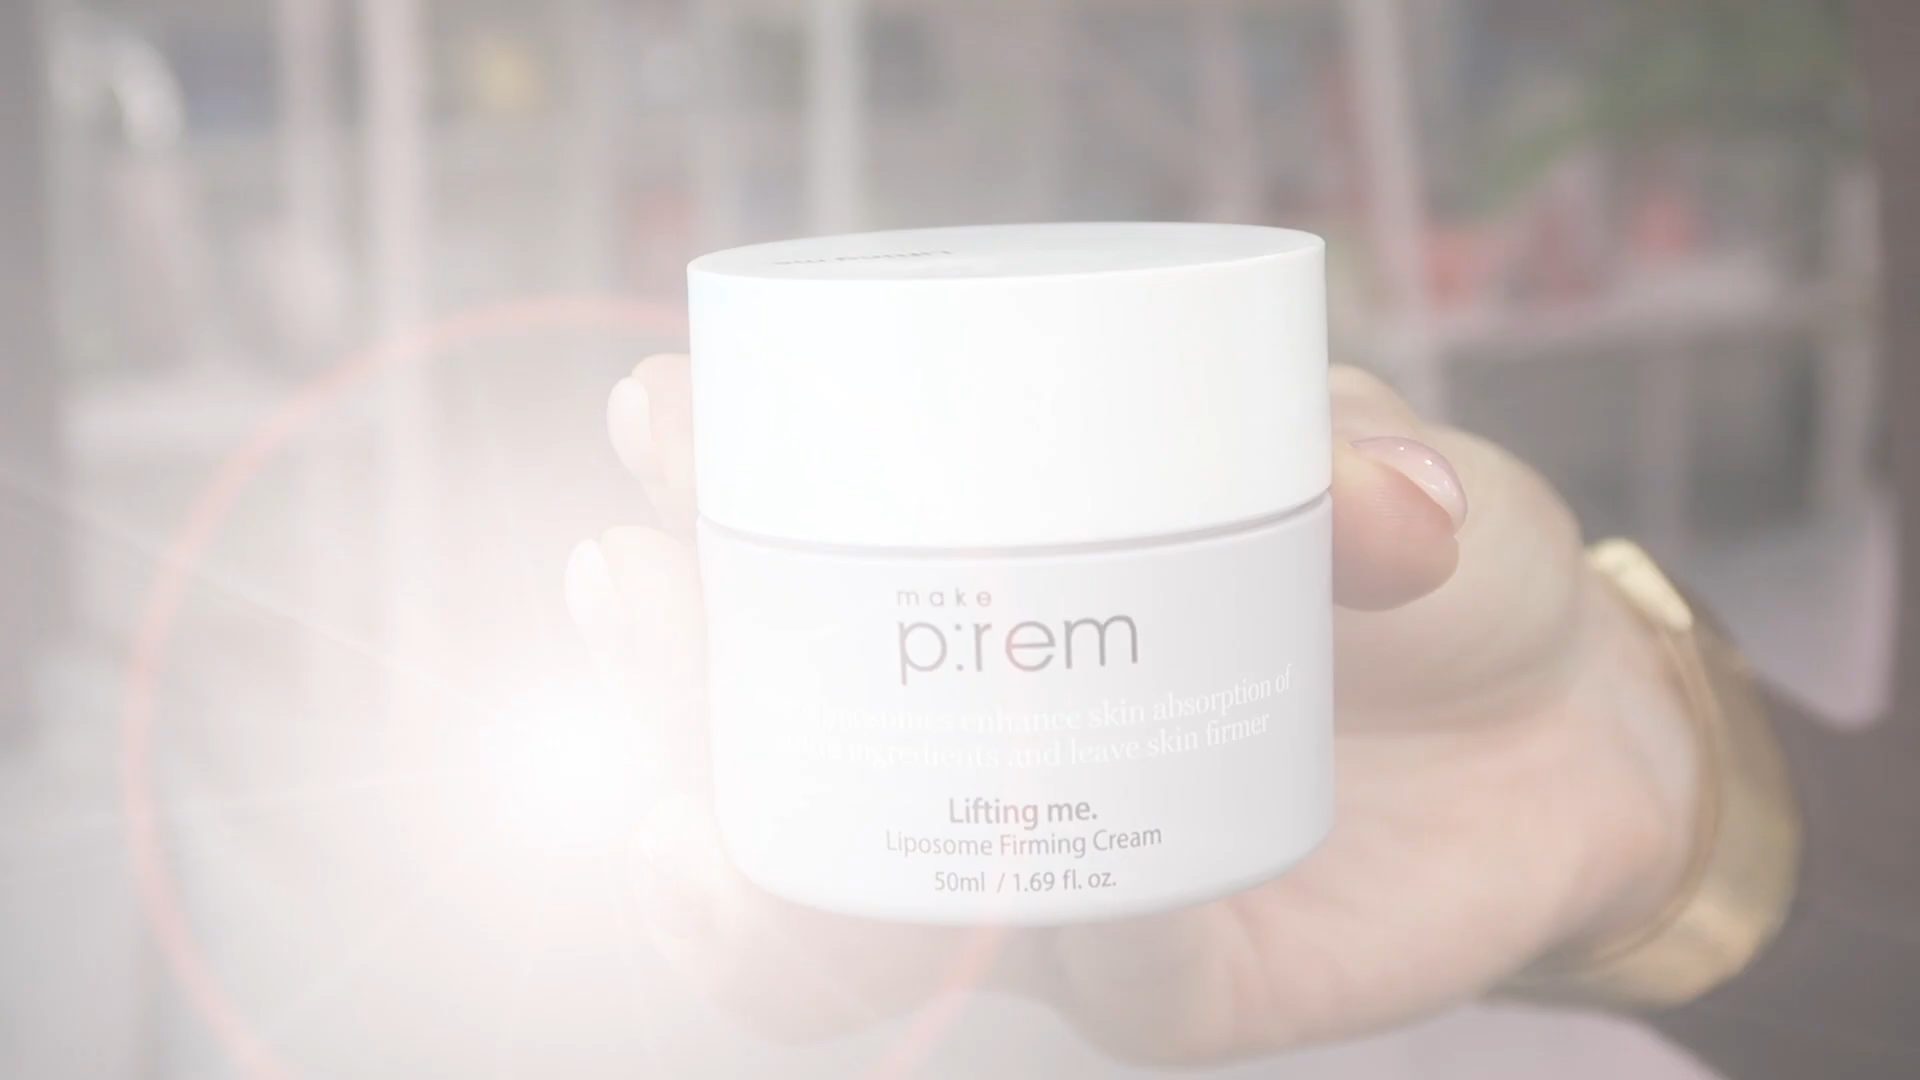 make
p:rem
enhance skin absorption of
ingredients and leave skin firmer
Lifting me.
Liposome Firming Cream
50ml / 1.69 fl. oz.